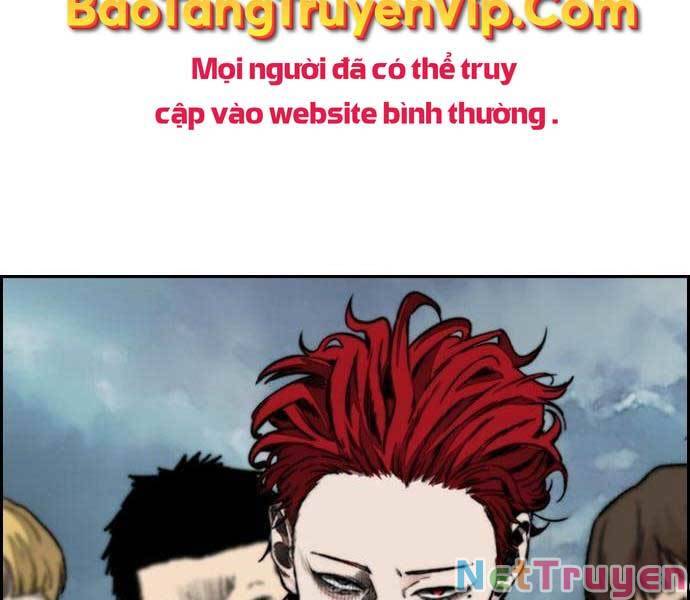 BaoTangTruyenVip.Com
Mọi người đã có thể truy
cập vào website bình thường.
NetTruyen